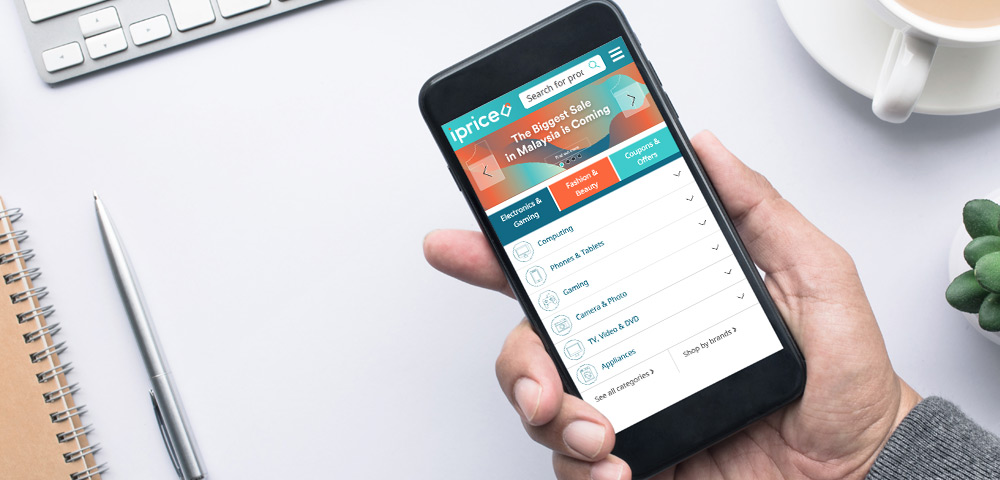 iprice
Search for proc
The Biggest Sale
in Malaysia is Coming
Electronics &
Gaming
Fashion &
Beauty
Coupons &
Offers
Computing
Phones & Tablets
Gaming
Camera & Photo
TV, Video & DVD
Appliances
See all categories
Shop by brands